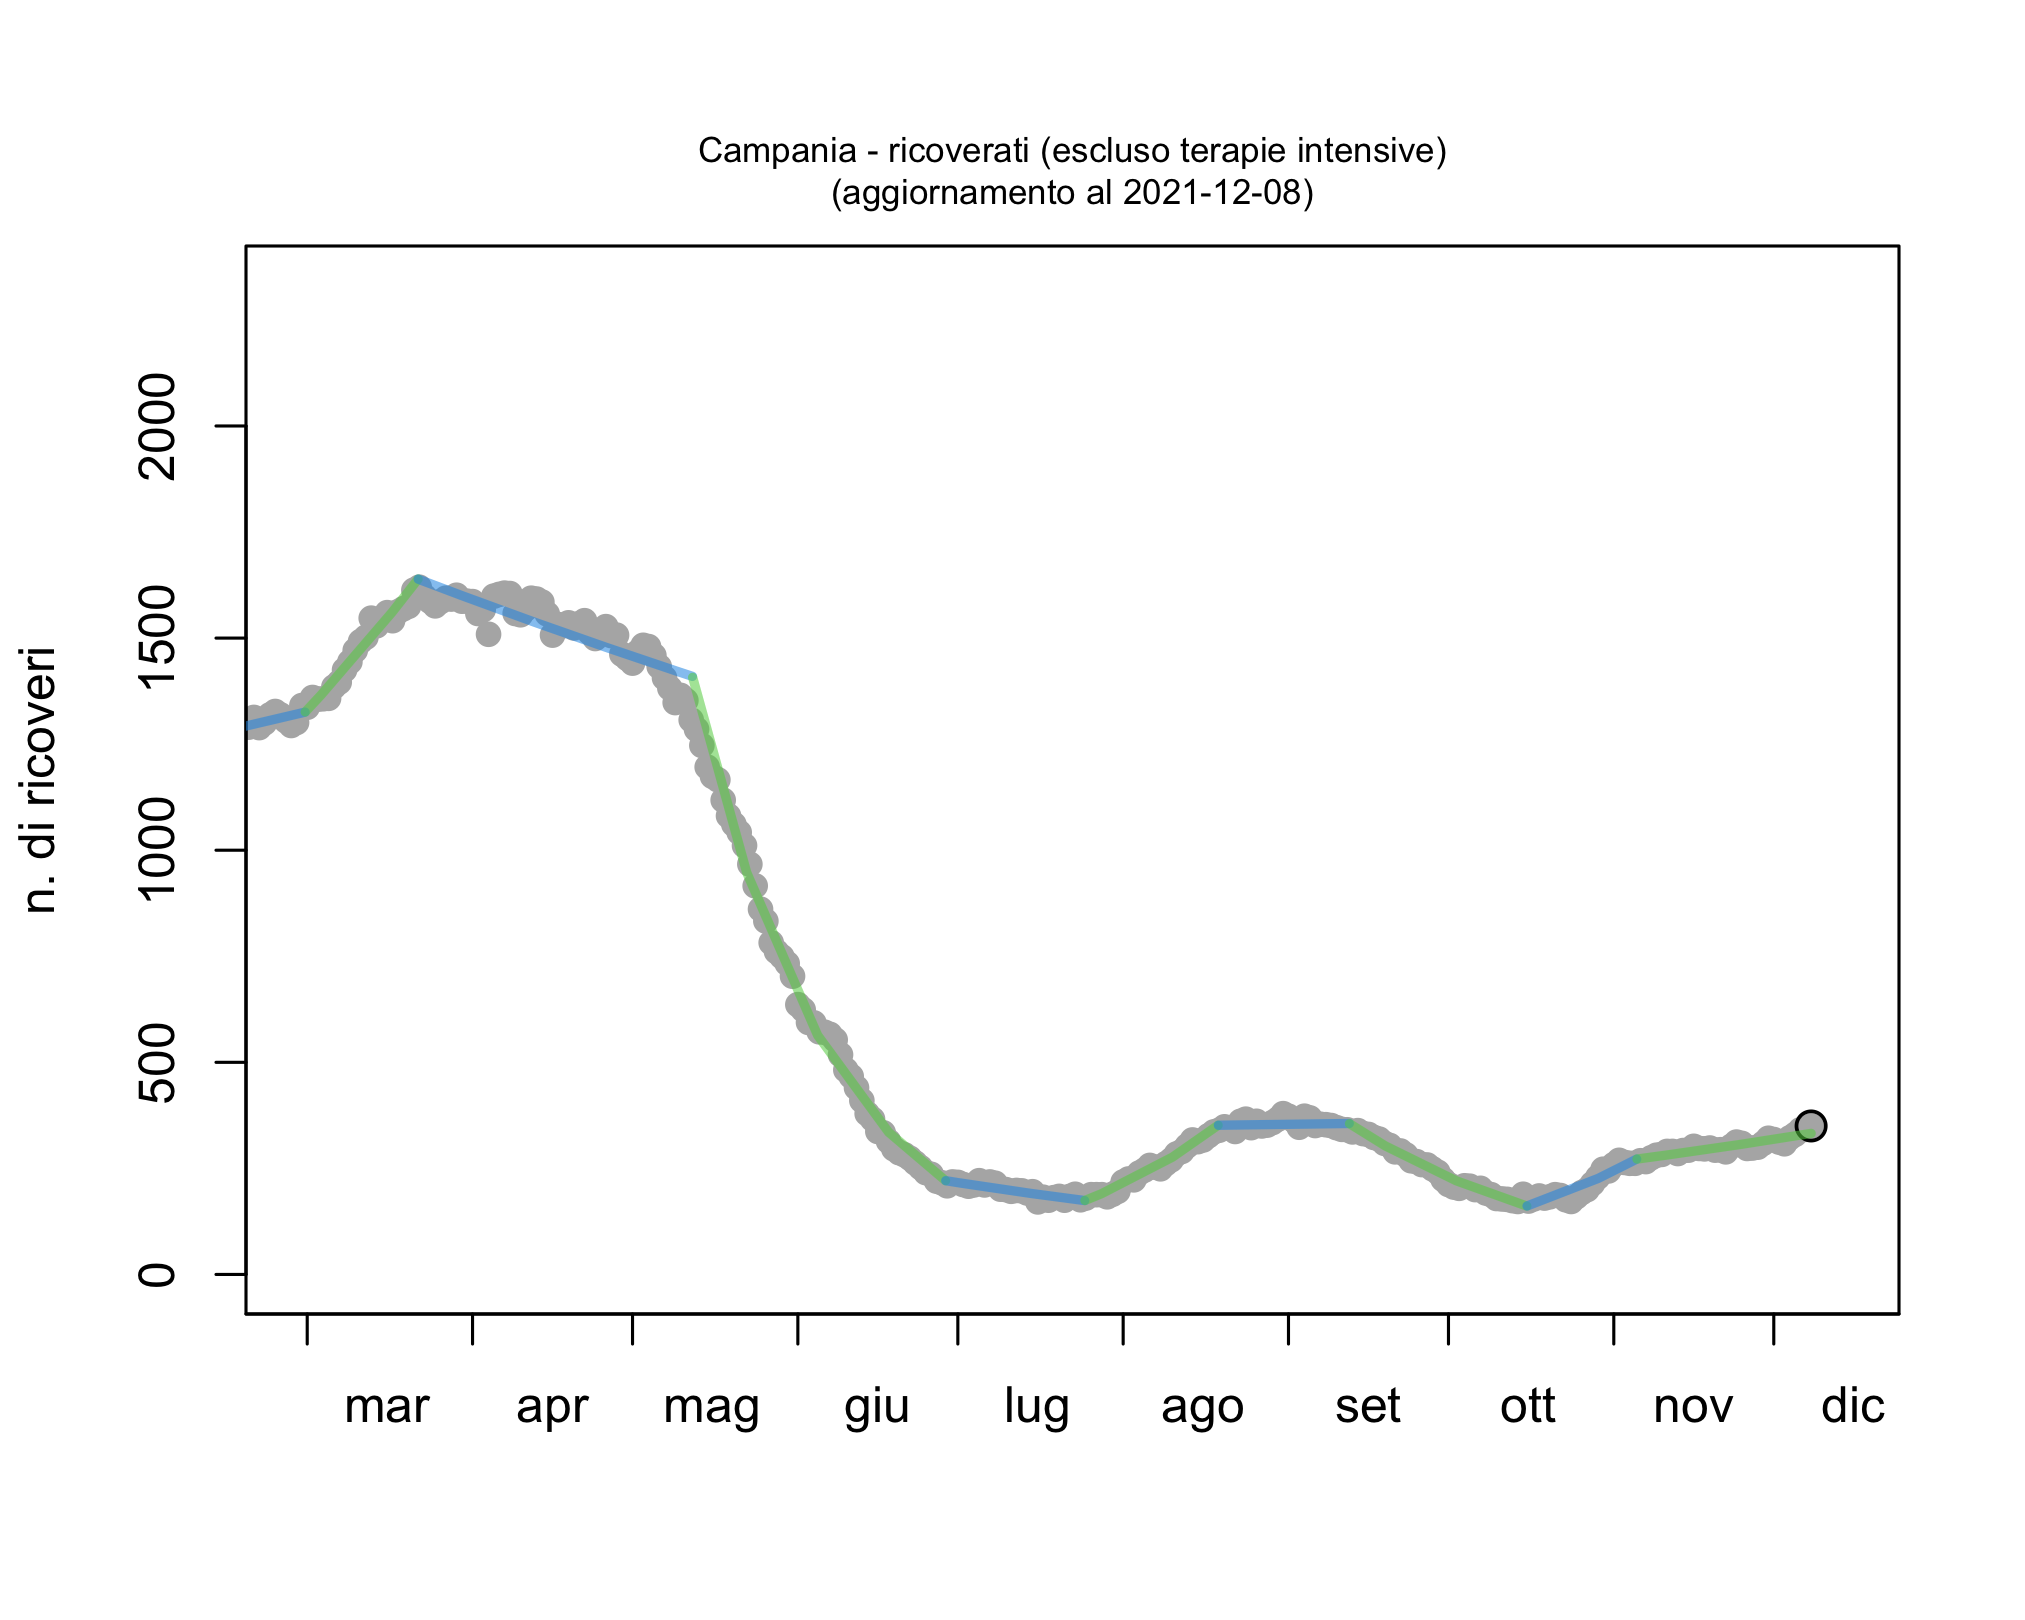 Campania - ricoverati (escluso terapie intensive)
(aggiornamento al 2021-12-08)
n. di ricoveri
2000
1500
1000
500
0
mar apr mag giu lug ago set ott nov dic